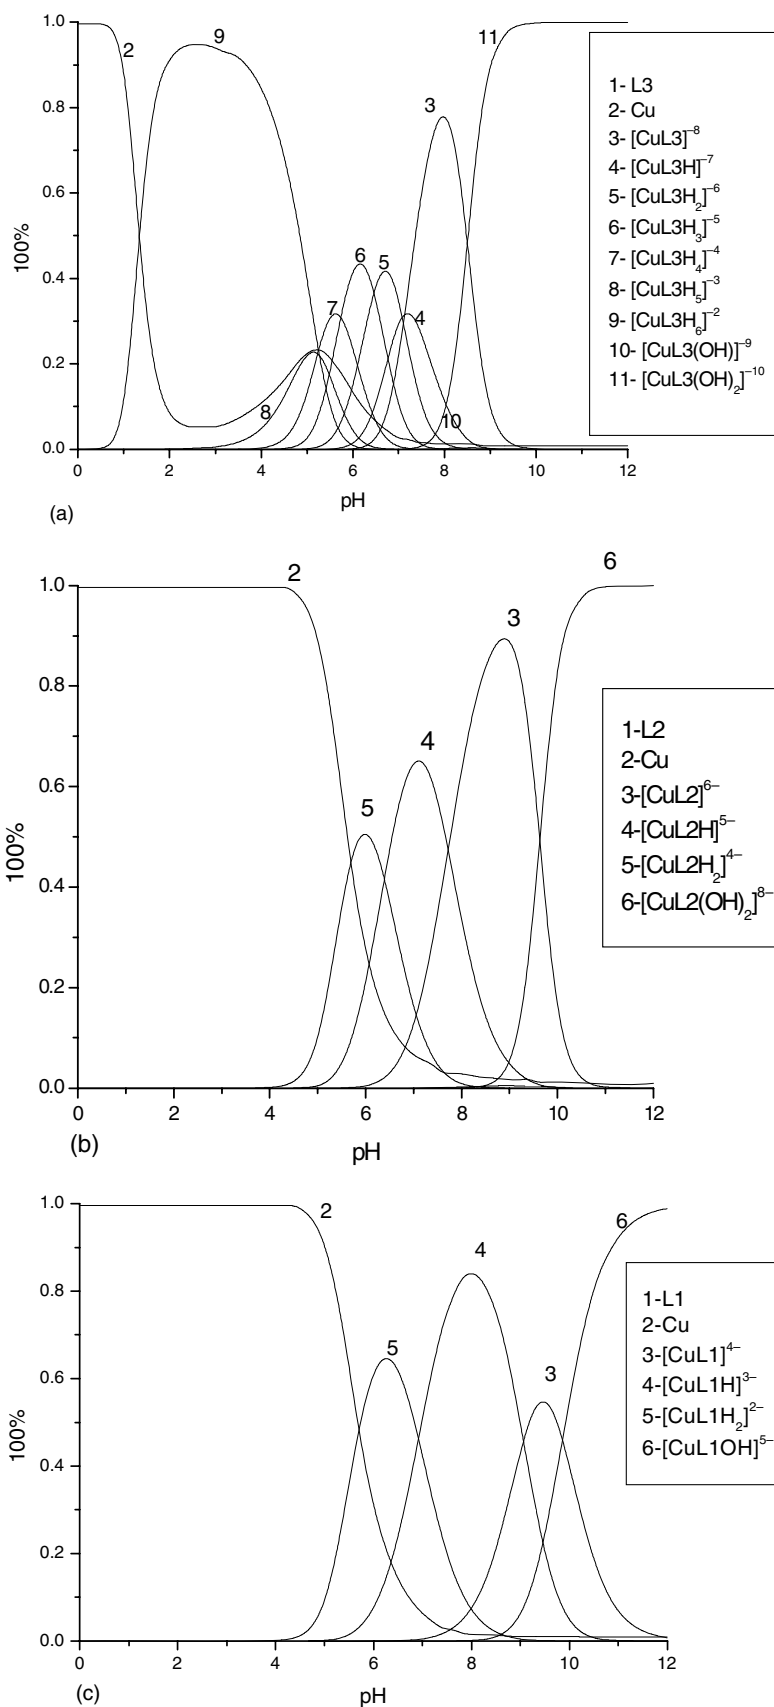 1.0
2
9
11
3
0.8
0.6
100%
0.4
6
5
7
4
0.2
8
10
0.0
0 2 4 6 8 10 12
pH
(a)
1- L3
2- Cu
3- [CuL3]⁻⁸
4- [CuL3H]⁻⁷
5- [CuL3H₂]⁻⁶
6- [CuL3H₃]⁻⁵
7- [CuL3H₄]⁻⁴
8- [CuL3H₅]⁻³
9- [CuL3H₆]⁻²
10- [CuL3(OH)]⁻⁹
11- [CuL3(OH)₂]⁻¹⁰
2
6
1.0
3
0.8
4
0.6
5
100%
0.4
0.2
0.0
0 2 4 6 8 10 12
(b)
pH
1-L2
2-Cu
3-[CuL2]⁶⁻
4-[CuL2H]⁵⁻
5-[CuL2H₂]⁴⁻
6-[CuL2(OH)₂]⁸⁻
1.0
2
6
4
0.8
5
3
0.6
100%
0.4
0.2
0.0
0 2 4 6 8 10 12
(c)
pH
1-L1
2-Cu
3-[CuL1]⁴⁻
4-[CuL1H]³⁻
5-[CuL1H₂]²⁻
6-[CuL1OH]⁵⁻